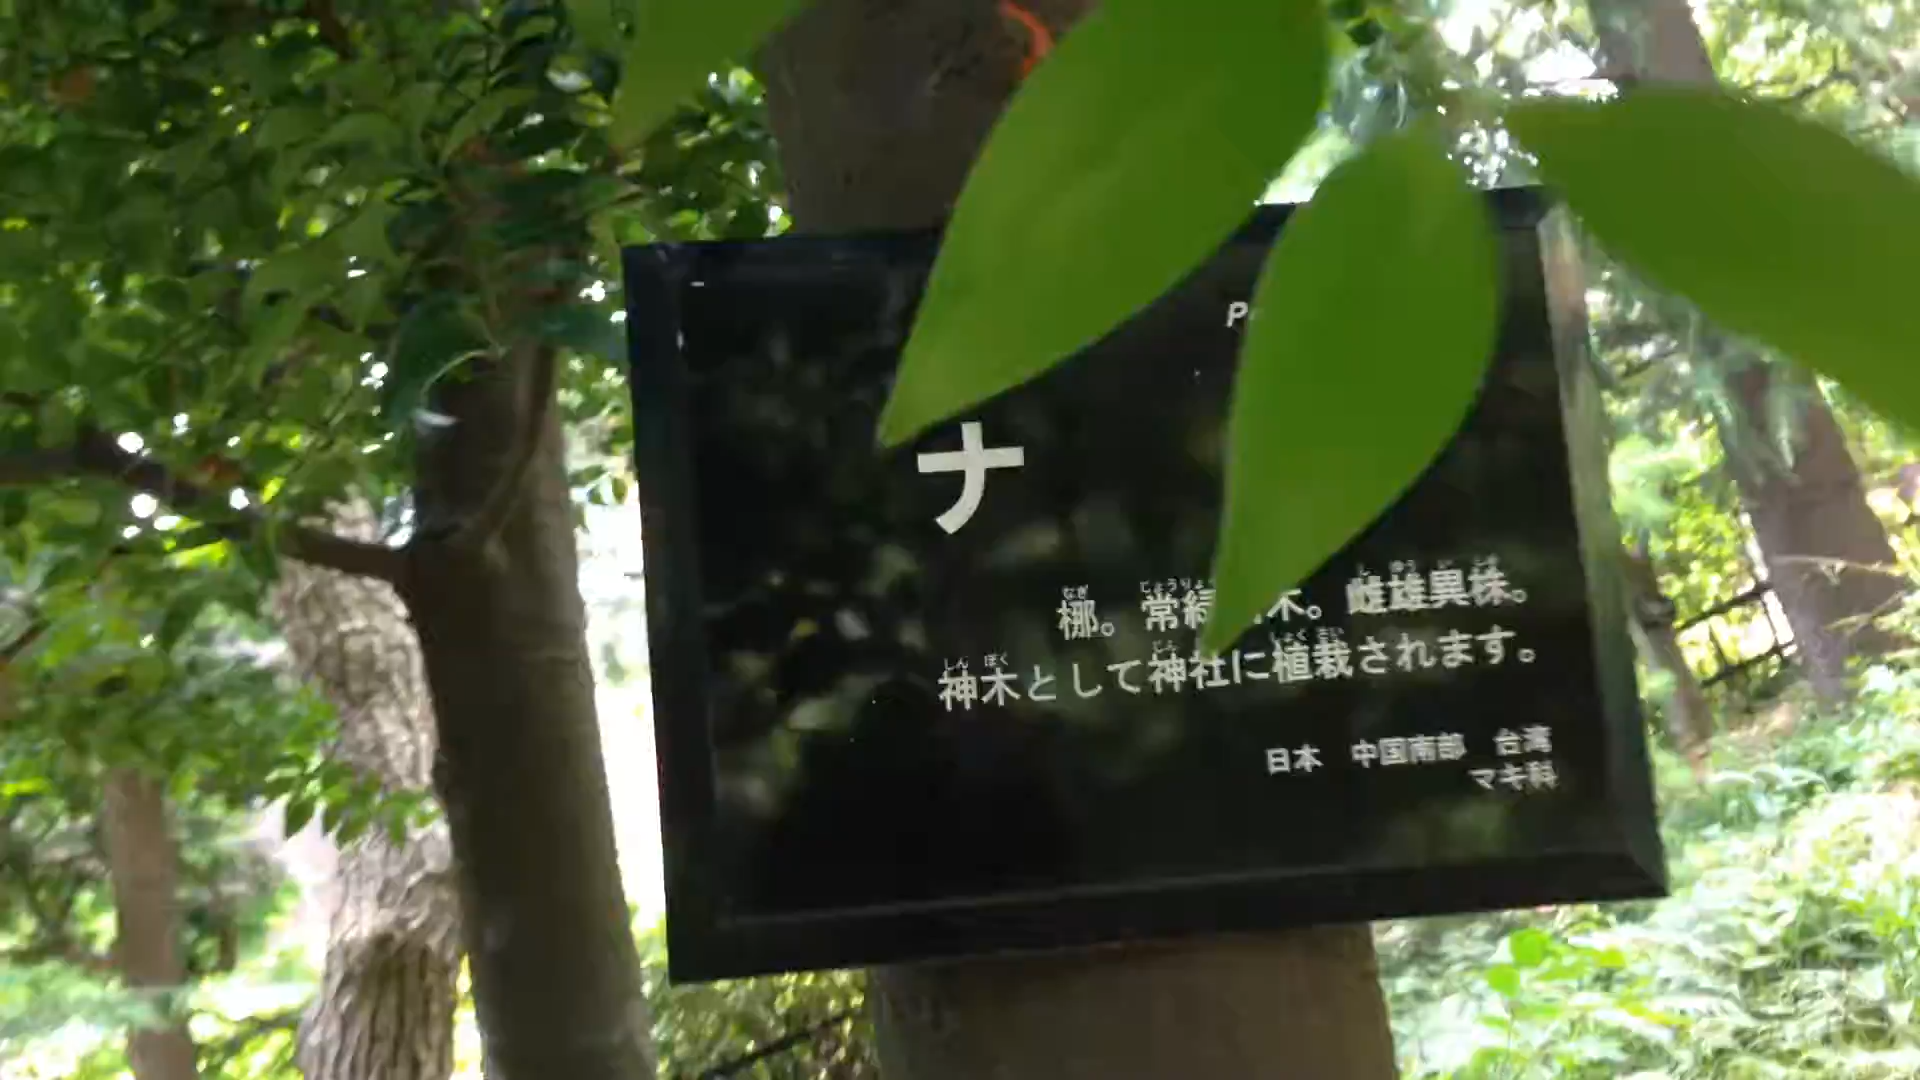 ナ
梛。常緑 木。雌雄異株。
神木として神社に植栽されます。
日本 中国南部 台湾
マキ科